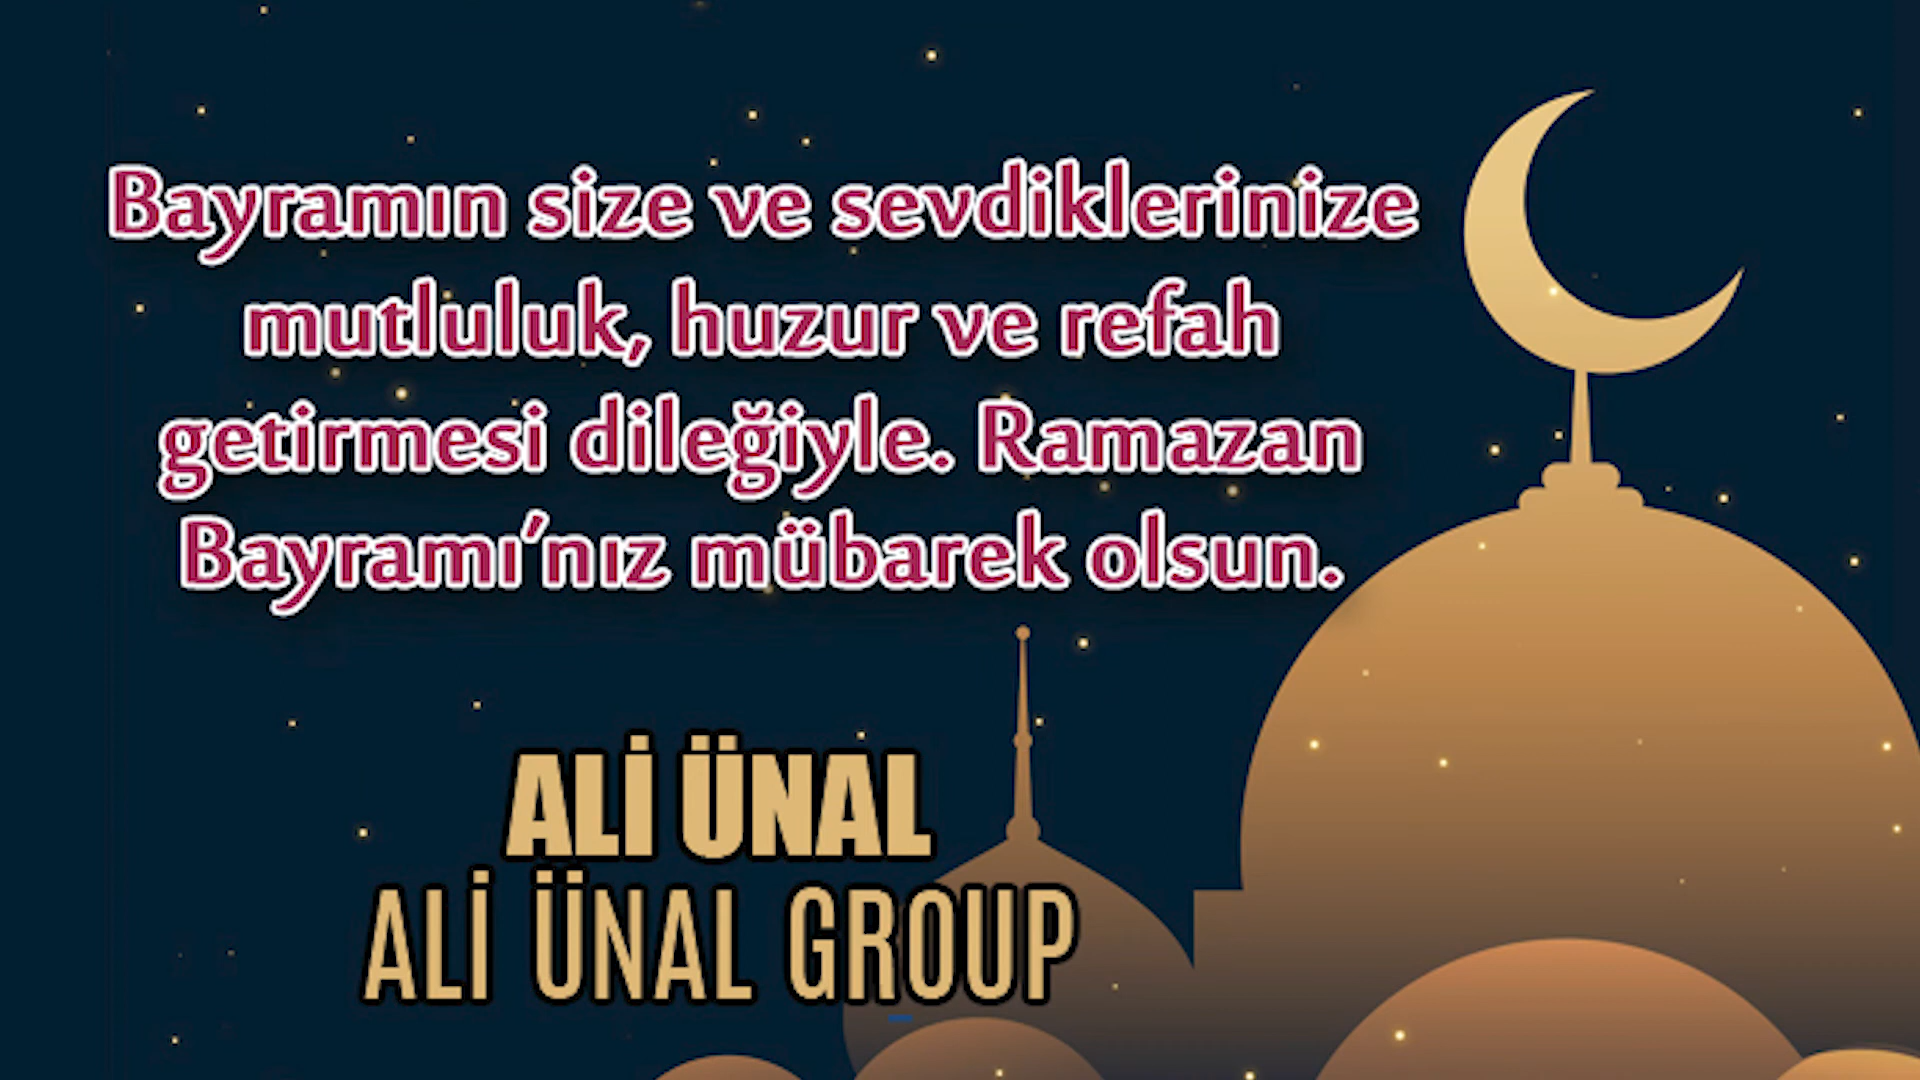 Bayramın size ve sevdiklerinize
mutluluk, huzur ve refah
getirmesi dileğiyle. Ramazan
Bayramı’nız mübarek olsun.
ALİ ÜNAL
ALİ ÜNAL GROUP